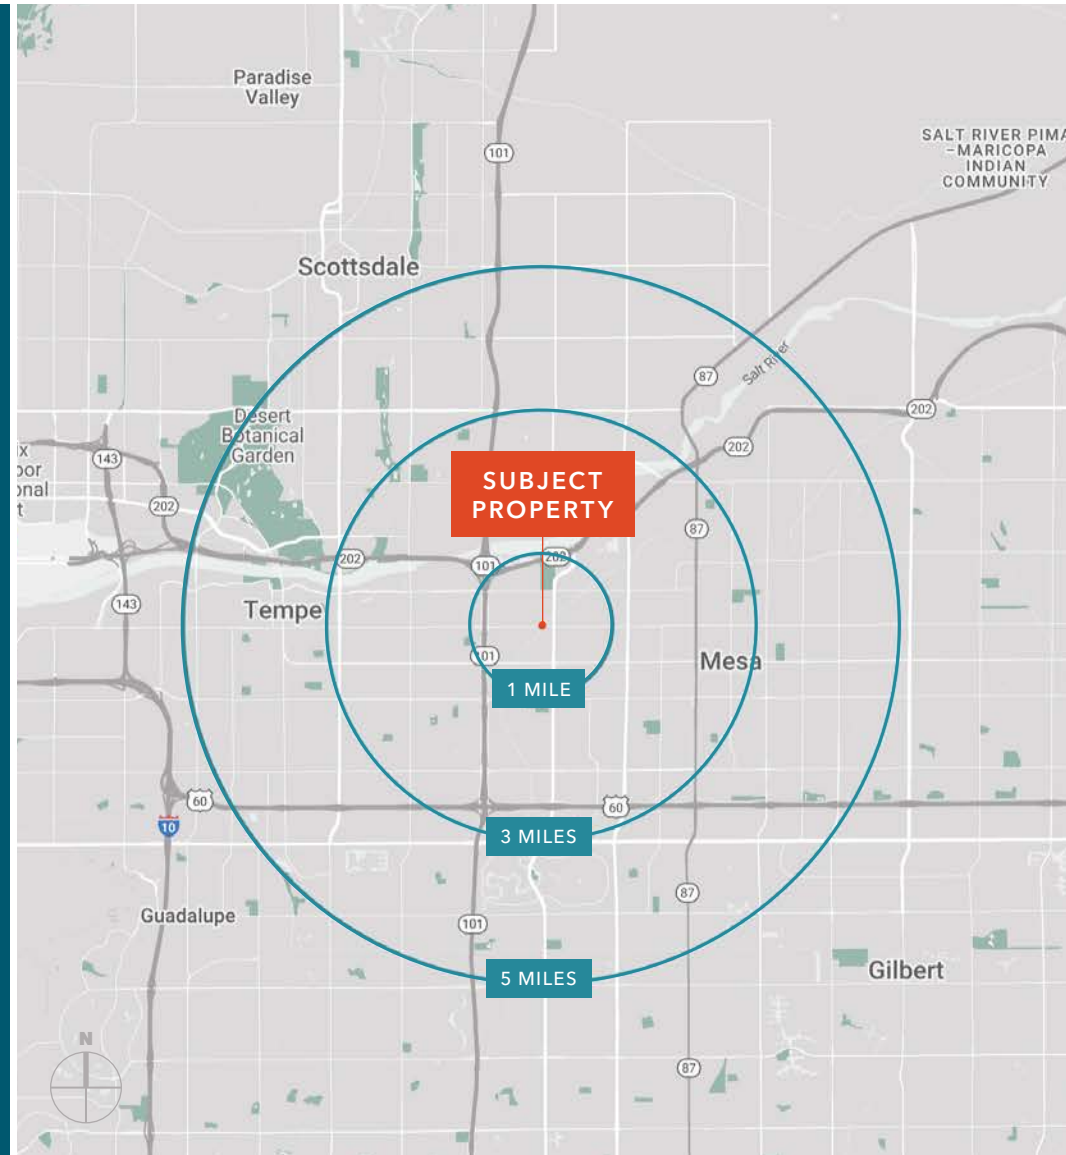 Paradise
Valley
101
SALT RIVER PIMA
–MARICOPA
INDIAN
COMMUNITY
Scottsdale
87
Salt River
202
Desert
Botanical
Garden
202
143
SUBJECT
PROPERTY
202
87
202
101
202
143
Tempe
101
Mesa
1 MILE
60
60
10
3 MILES
87
Guadalupe
101
Gilbert
5 MILES
N
87